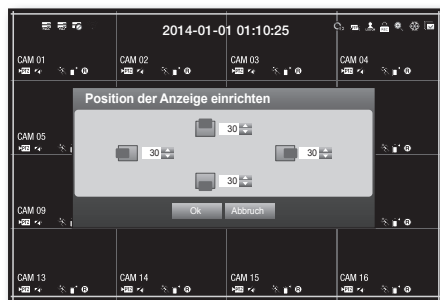 2014-01-01 01:10:25
CAM 01 CAM 02 CAM 03 CAM 04
Position der Anzeige einrichten
30
CAM 05
30 30
30
CAM 09
Ok Abbruch
CAM 13 CAM 14 CAM 15 CAM 16